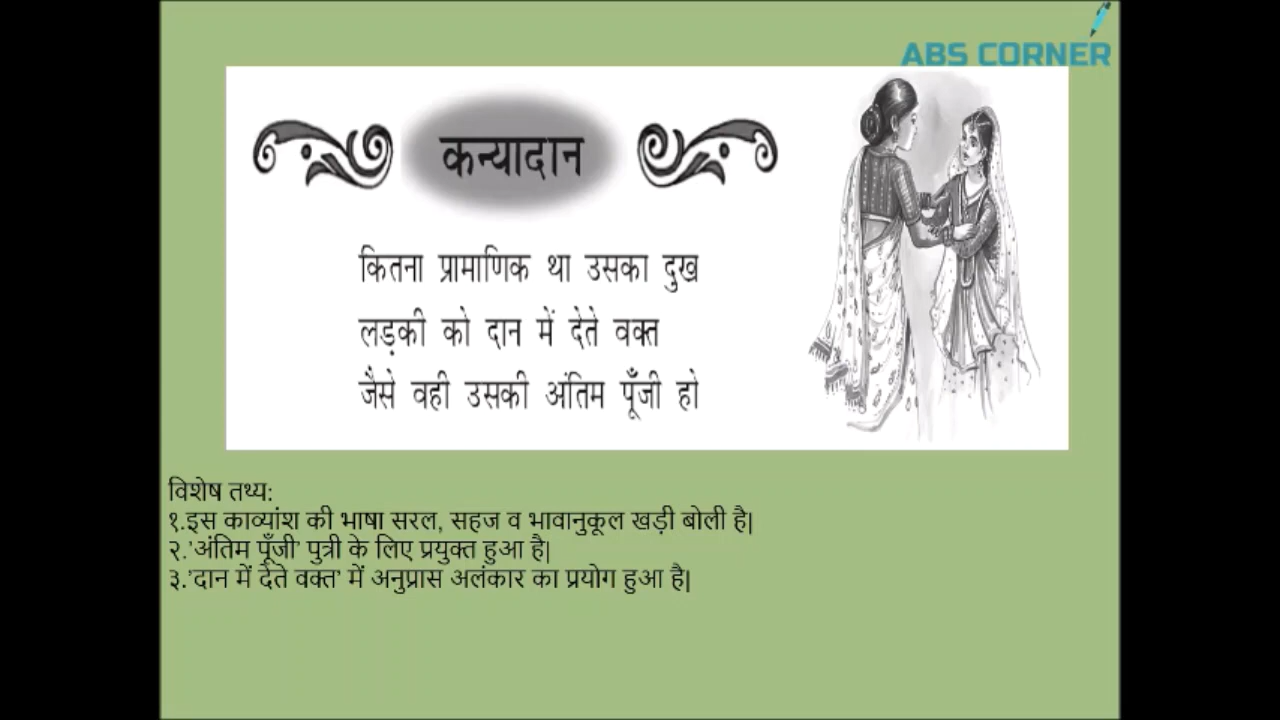 ABS CORNER
कन्यादान
कितना प्रामाणिक था उसका दुख
लड़की को दान में देते वक्त
जैसे वही उसकी अंतिम पूँजी हो
विशेष तथ्य:
१.इस काव्यांश की भाषा सरल, सहज व भावानुकूल खड़ी बोली है|
२.'अंतिम पूँजी' पुत्री के लिए प्रयुक्त हुआ है|
३.'दान में देते वक्त' में अनुप्रास अलंकार का प्रयोग हुआ है|